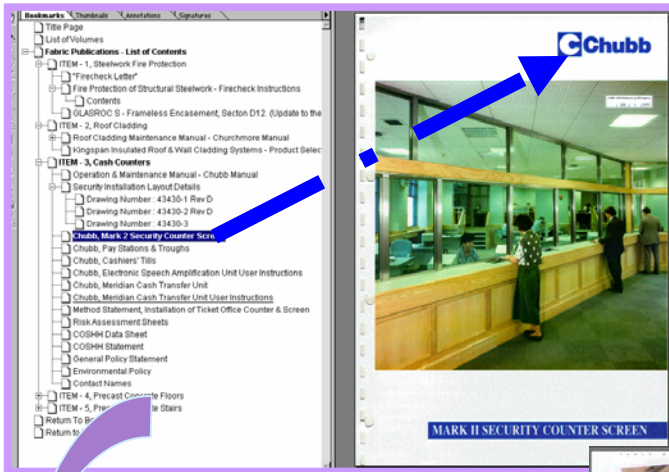 Bookmarks Thumbnails Annotations Signatures
Title Page
List of Volumes
Fabric Publications - List of Contents
ITEM - 1, Steelwork Fire Protection
"Firecheck Letter"
Fire Protection of Structural Steelwork - Firecheck Instructions
Contents
GLASROC S - Frameless Encasement, Secton D12. (Update to the
ITEM - 2, Roof Cladding
Roof Cladding Maintenance Manual - Churchmore Manual
Kingspan Insulated Roof & Wall Cladding Systems - Product Selec
ITEM - 3, Cash Counters
Operation & Maintenance Manual - Chubb Manual
Security Installation Layout Details
Drawing Number : 43430-1 Rev D
Drawing Number : 43430-2 Rev D
Drawing Number : 43430-3
Chubb, Mark 2 Security Counter Scre
Chubb, Pay Stations & Troughs
Chubb, Cashiers' Tills
Chubb, Electronic Speech Amplification Unit User Instructions
Chubb, Meridian Cash Transfer Unit
Chubb, Meridian Cash Transfer Unit User Instructions
Method Statement, Installation of Ticket Office Counter & Screen
Risk Assessment Sheets
COSHH Data Sheet
COSHH Statement
General Policy Statement
Environmental Policy
Contact Names
ITEM - 4, Precast Concrete Floors
ITEM - 5, Prec te Stairs
Return To B
Return to
Chubb
MARK II SECURITY COUNTER SCREEN